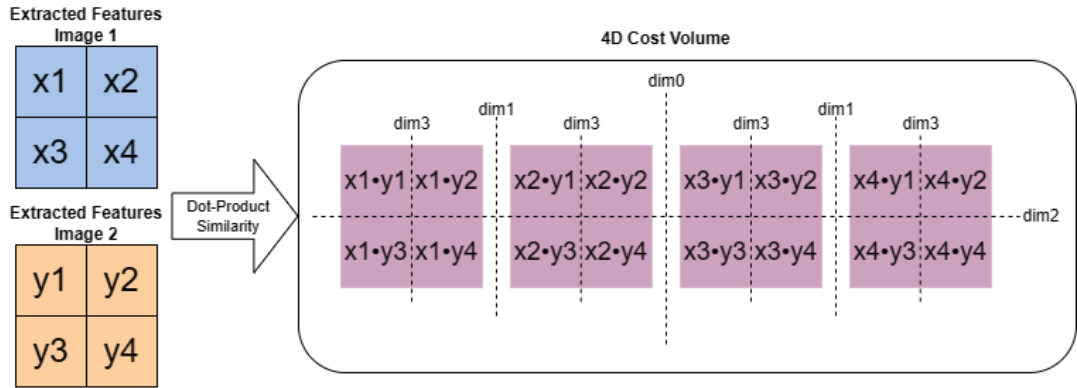 Extracted Features
Image 1
x1 x2
x3 x4
Extracted Features
Image 2
y1 y2
y3 y4
Dot-Product
Similarity
4D Cost Volume
dim0
dim1 dim1
dim3 dim3 dim3 dim3
x1•y1 x1•y2 x2•y1 x2•y2 x3•y1 x3•y2 x4•y1 x4•y2
dim2
x1•y3 x1•y4 x2•y3 x2•y4 x3•y3 x3•y4 x4•y3 x4•y4